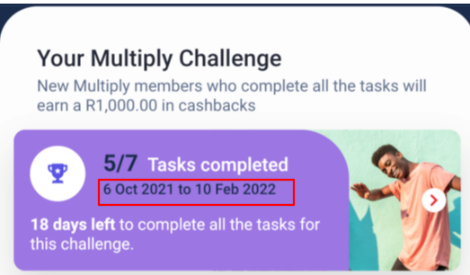 Your Multiply Challenge
New Multiply members who complete all the tasks will
earn a R1,000.00 in cashbacks
5/7 Tasks completed
6 Oct 2021 to 10 Feb 2022
18 days left to complete all the tasks for
this challenge.